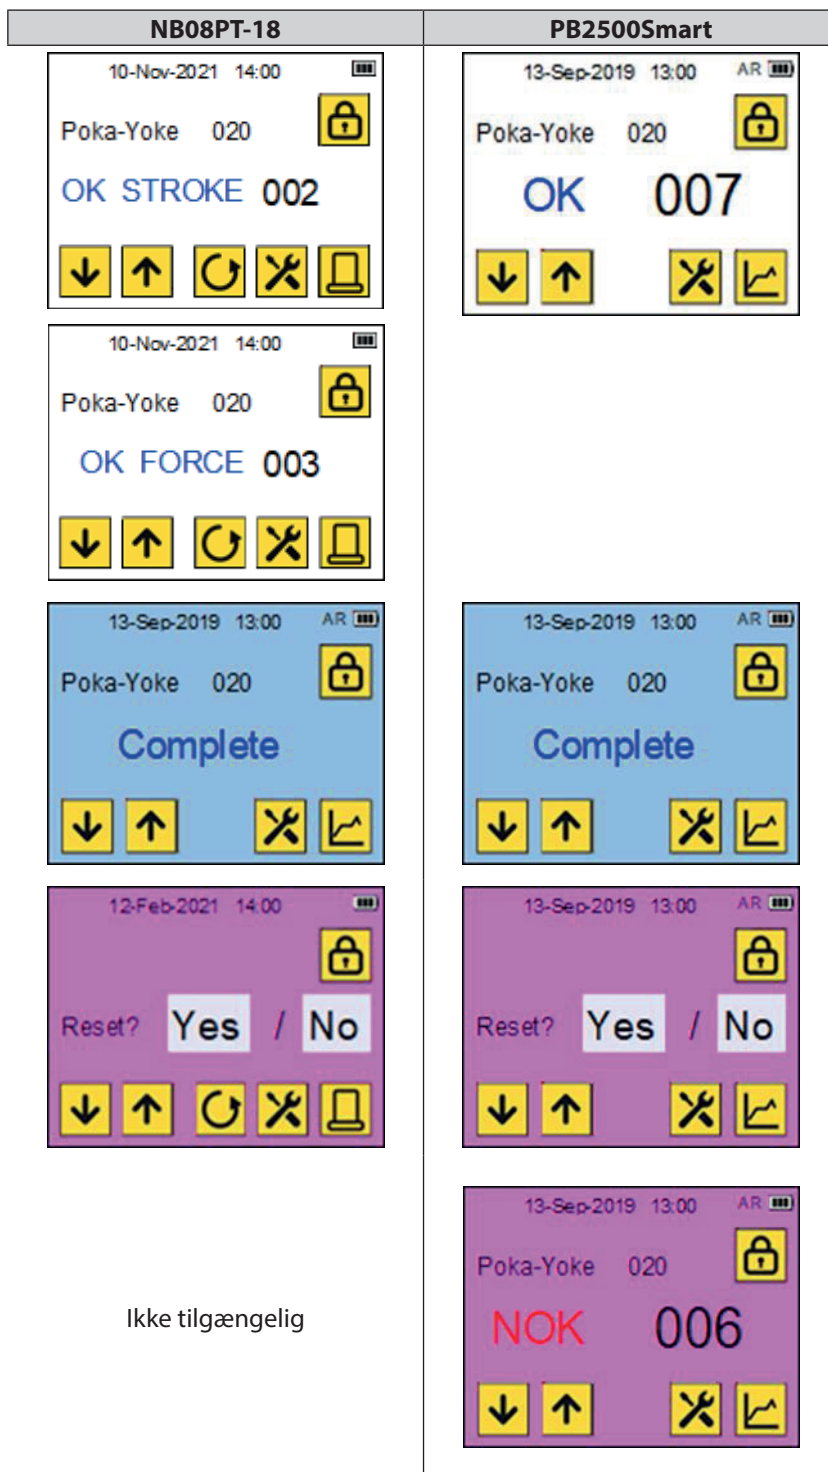 NB08PT-18
PB2500Smart
10-Nov-2021 14:00
Poka-Yoke 020
OK STROKE 002
13-Sep-2019 13:00 AR
Poka-Yoke 020
OK 007
10-Nov-2021 14:00
Poka-Yoke 020
OK FORCE 003
13-Sep-2019 13:00 AR
Poka-Yoke 020
Complete
13-Sep-2019 13:00 AR
Poka-Yoke 020
Complete
12-Feb-2021 14:00
Reset? Yes / No
13-Sep-2019 13:00 AR
Reset? Yes / No
Ikke tilgængelig
13-Sep-2019 13:00 AR
Poka-Yoke 020
NOK 006